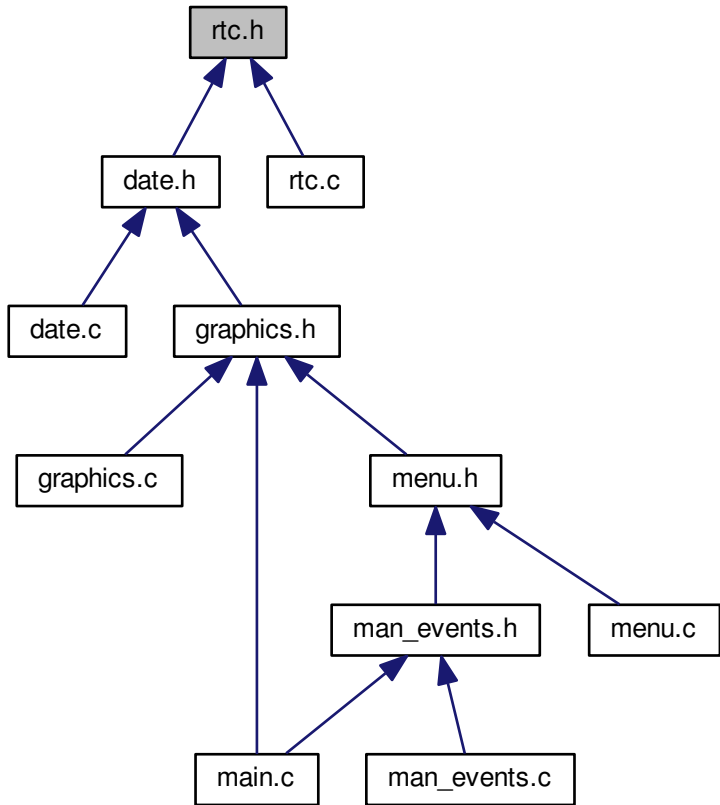 rtc.h
date.h
rtc.c
date.c
graphics.h
graphics.c
menu.h
man_events.h
menu.c
main.c
man_events.c